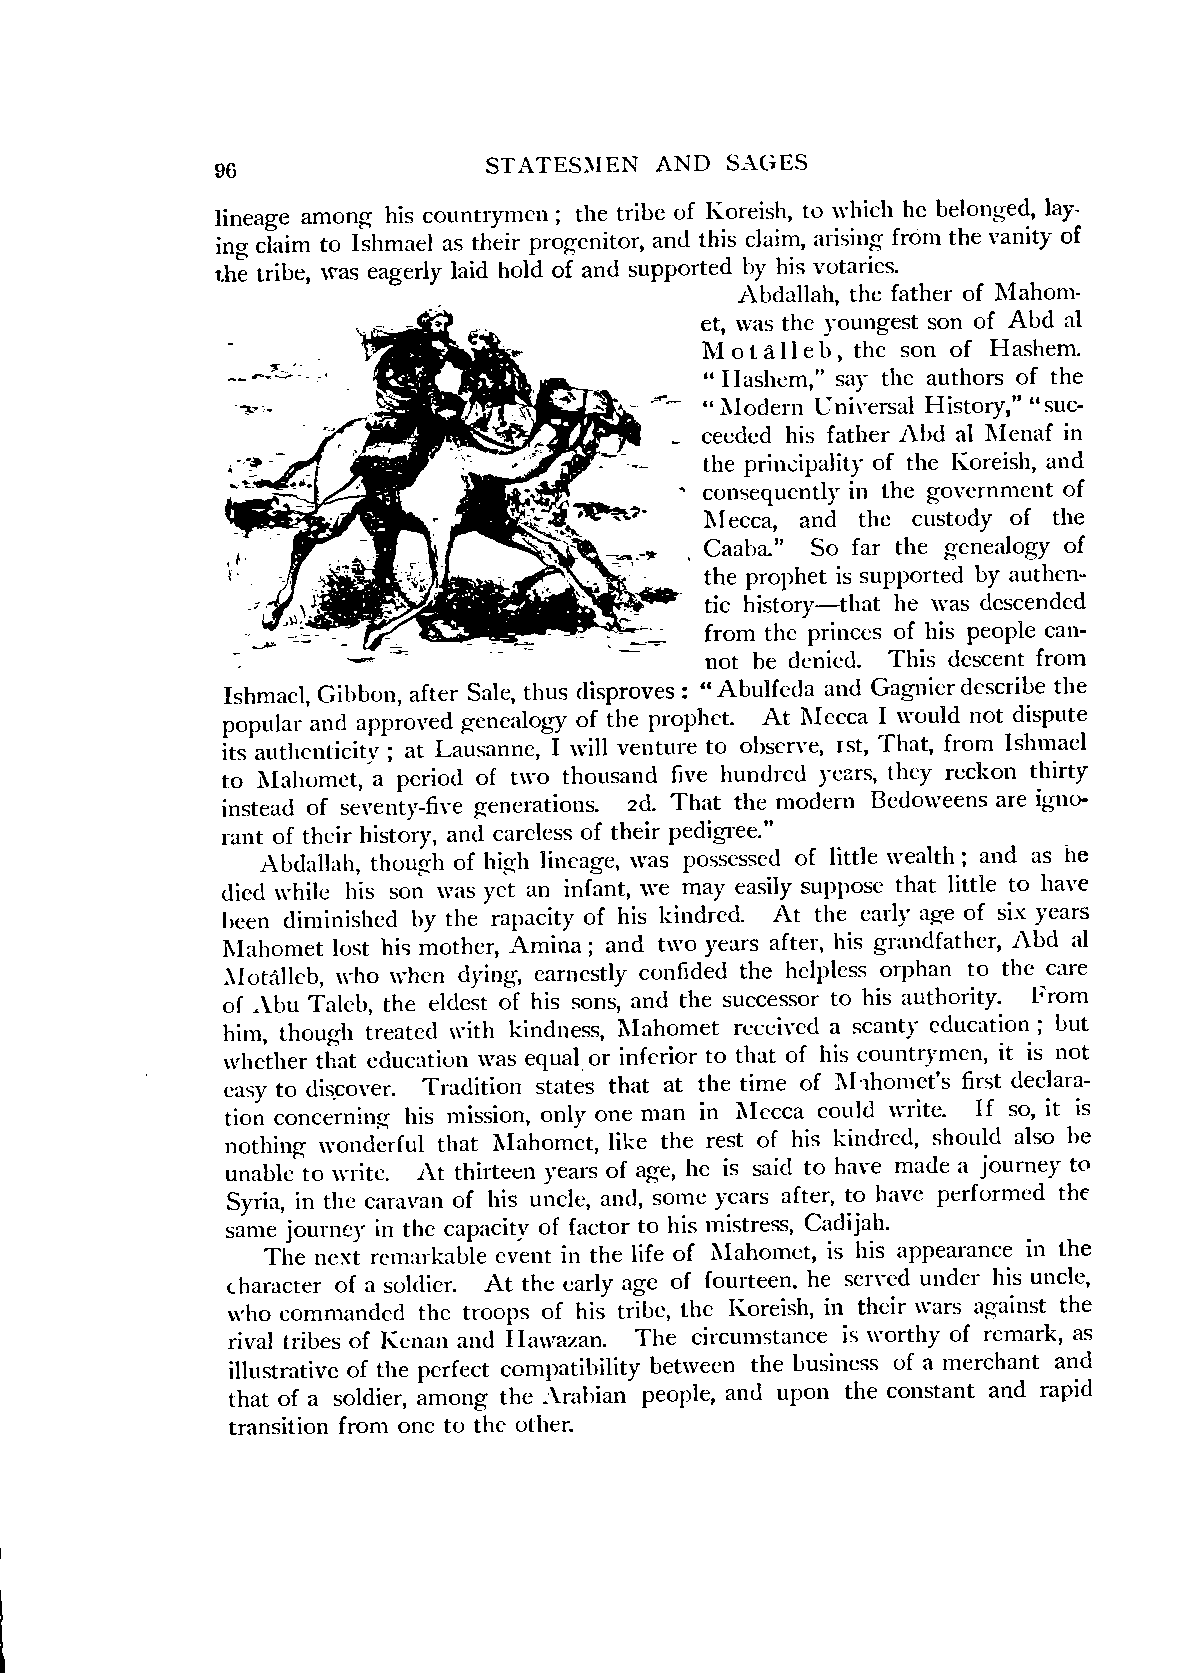 96 STATESMEN AND SAGES
lineage among his countrymen ; the tribe of Koreish, to which he belonged, lay-
ing claim to Ishmael as their progenitor, and this claim, arising from the vanity of
the tribe, was eagerly laid hold of and supported by his votaries.
Abdallah, the father of Mahom-
et, was the youngest son of Abd al
Motâlleb, the son of Hashem.
“ Hashem,” say the authors of the
“ Modern Universal History,” “suc-
ceeded his father Abd al Menaf in
the principality of the Koreish, and
consequently in the government of
Mecca, and the custody of the
Caaba.” So far the genealogy of
the prophet is supported by authen-
tic history—that he was descended
from the princes of his people can-
not be denied. This descent from
Ishmael, Gibbon, after Sale, thus disproves : “ Abulfeda and Gagnier describe the
popular and approved genealogy of the prophet. At Mecca I would not dispute
its authenticity ; at Lausanne, I will venture to observe, 1st, That, from Ishmael
to Mahomet, a period of two thousand five hundred years, they reckon thirty
instead of seventy-five generations. 2d. That the modern Bedoweens are igno-
rant of their history, and careless of their pedigree.”
Abdallah, though of high lineage, was possessed of little wealth ; and as he
died while his son was yet an infant, we may easily suppose that little to have
been diminished by the rapacity of his kindred. At the early age of six years
Mahomet lost his mother, Amina ; and two years after, his grandfather, Abd al
Motâlleb, who when dying, earnestly confided the helpless orphan to the care
of Abu Taleb, the eldest of his sons, and the successor to his authority. From
him, though treated with kindness, Mahomet received a scanty education ; but
whether that education was equal or inferior to that of his countrymen, it is not
easy to discover. Tradition states that at the time of Mahomet's first declara-
tion concerning his mission, only one man in Mecca could write. If so, it is
nothing wonderful that Mahomet, like the rest of his kindred, should also be
unable to write. At thirteen years of age, he is said to have made a journey to
Syria, in the caravan of his uncle, and, some years after, to have performed the
same journey in the capacity of factor to his mistress, Cadijah.
The next remarkable event in the life of Mahomet, is his appearance in the
character of a soldier. At the early age of fourteen, he served under his uncle,
who commanded the troops of his tribe, the Koreish, in their wars against the
rival tribes of Kenan and Hawazan. The circumstance is worthy of remark, as
illustrative of the perfect compatibility between the business of a merchant and
that of a soldier, among the Arabian people, and upon the constant and rapid
transition from one to the other.